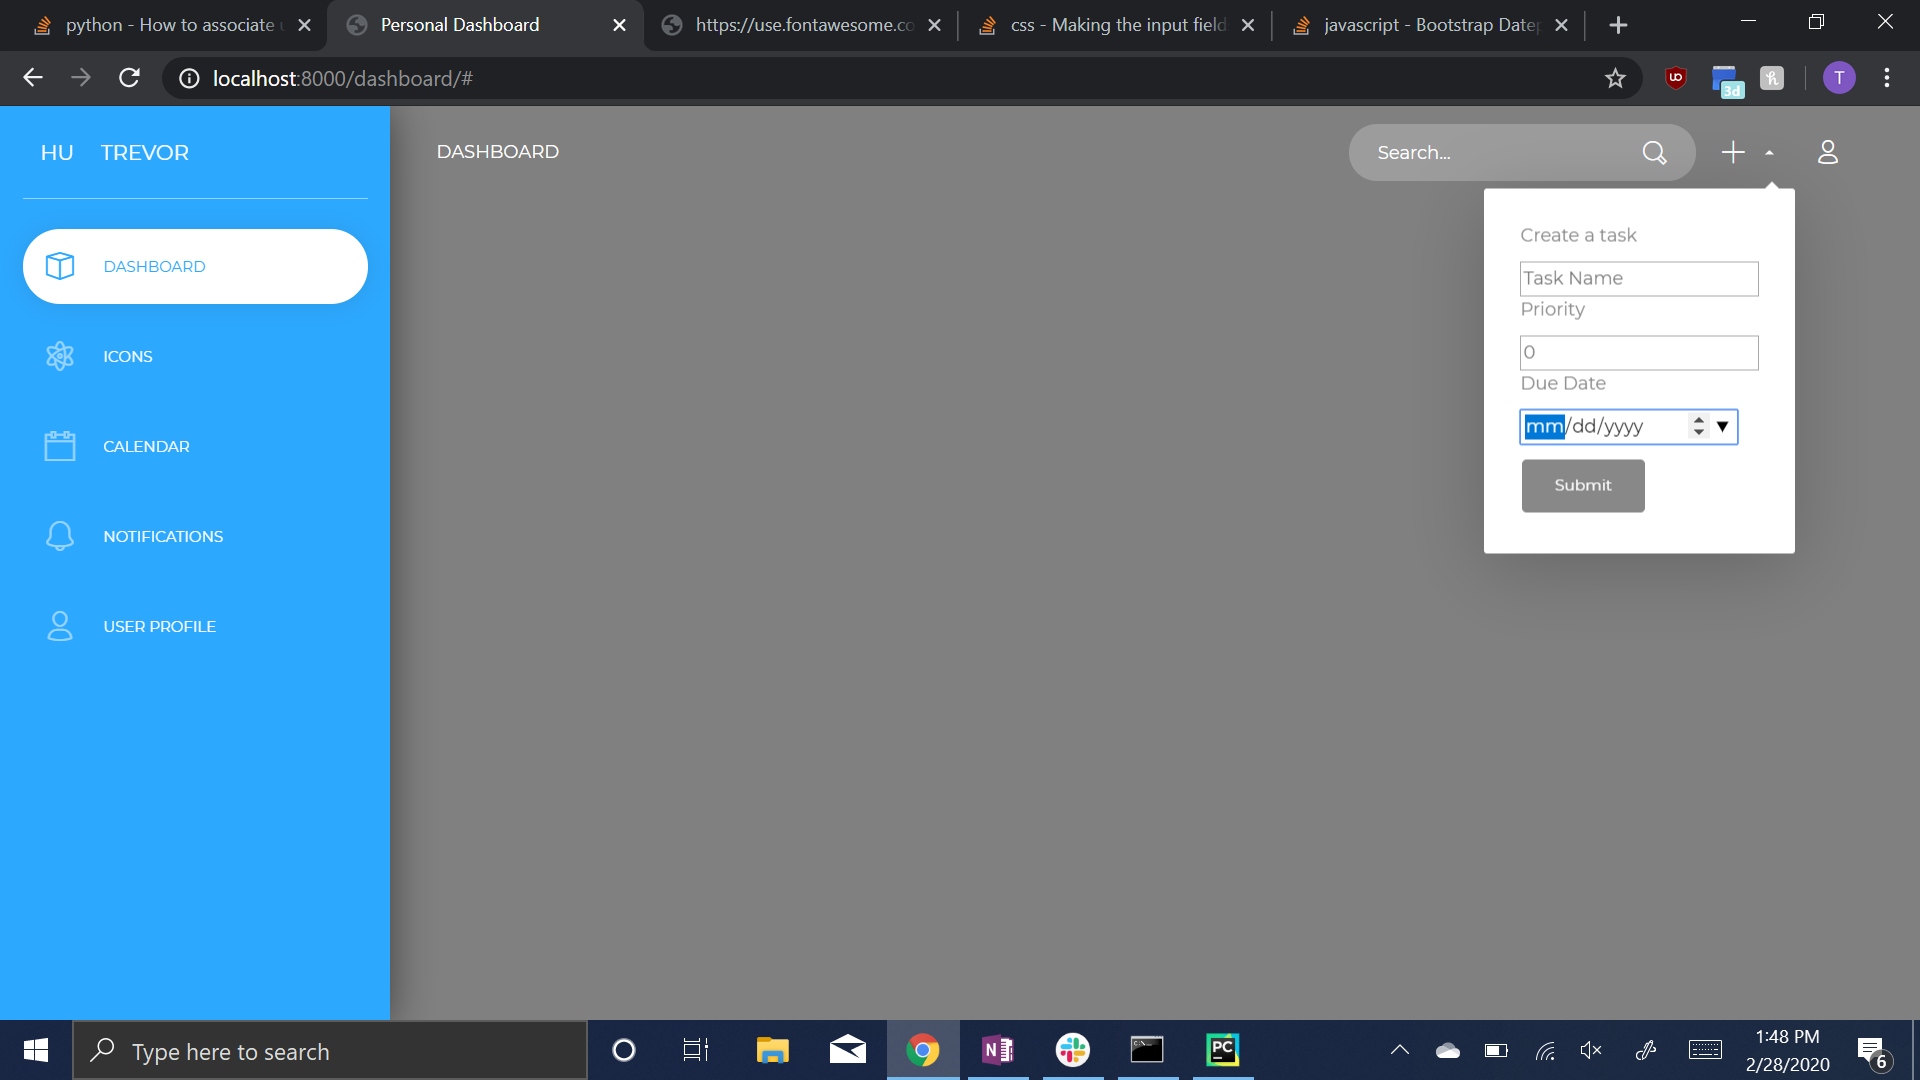 python - How to associate
Personal Dashboard
https://use.fontawesome.co
css - Making the input field
javascript - Bootstrap Datep
localhost:8000/dashboard/#
3d
T
HU TREVOR
DASHBOARD
Search...
DASHBOARD
ICONS
CALENDAR
NOTIFICATIONS
USER PROFILE
Create a task
Task Name
Priority
0
Due Date
mm/dd/yyyy
Submit
Type here to search
N
PC
1:48 PM
2/28/2020
6